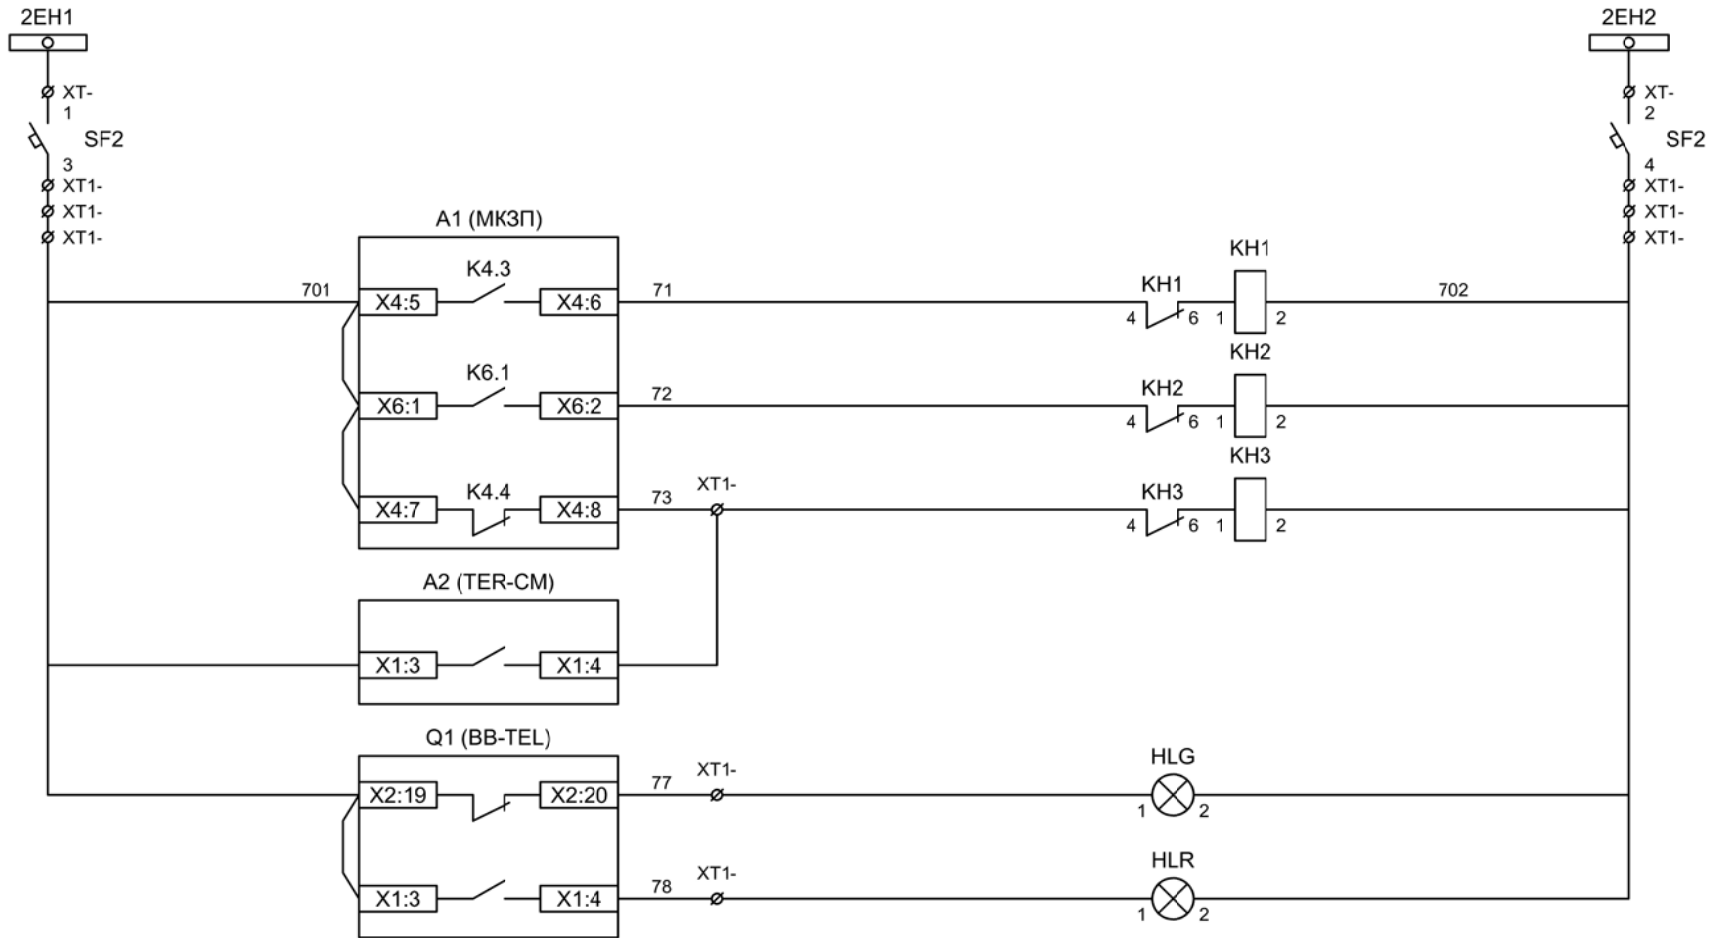 2EH1 2EH2
XT- XT-
1 2
SF2 SF2
3 4
XT1- XT1-
XT1- XT1-
XT1- XT1-
A1 (МКЗП)
K4.3 KH1
701 X4:5 X4:6 71 KH1 702
4 6 1 2
K6.1 KH2
X6:1 X6:2 72 KH2
4 6 1 2
KH3
K4.4 XT1-
X4:7 X4:8 73 KH3
4 6 1 2
A2 (TER-CM)
X1:3 X1:4
Q1 (BB-TEL)
HLG
X2:19 X2:20 77 XT1-
1 2
HLR
X1:3 X1:4 78 XT1-
1 2